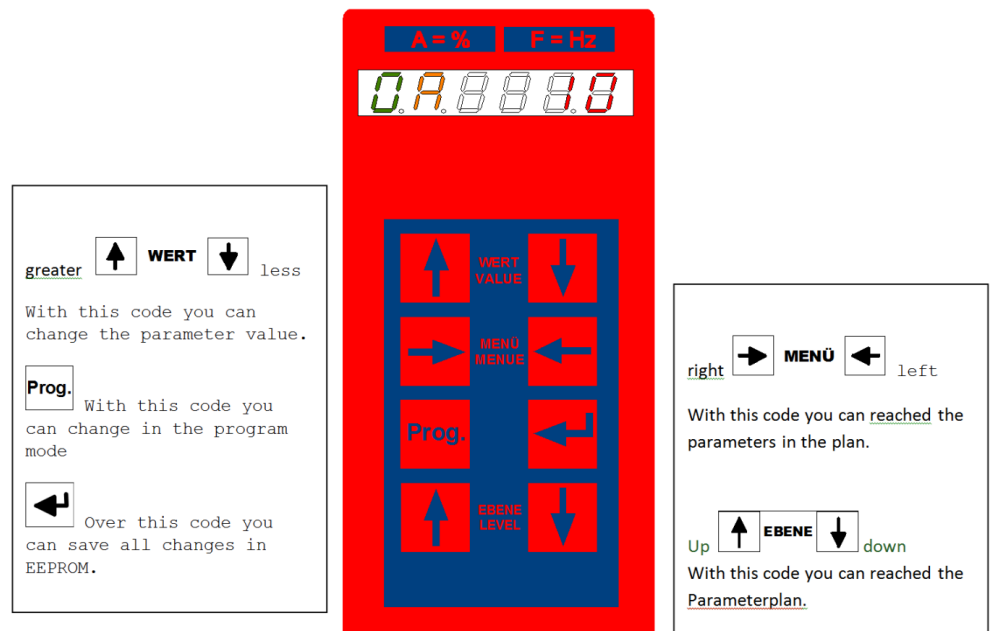 A = %
F = Hz
0.A. 1.0
greater WERT less
With this code you can
change the parameter value.
Prog.
With this code you
can change in the program
mode
Over this code you
can save all changes in
EEPROM.
WERT
VALUE
MENÜ
MENUE
Prog.
EBENE
LEVEL
right MENÜ left
With this code you can reached the
parameters in the plan.
Up EBENE down
With this code you can reached the
Parameterplan.